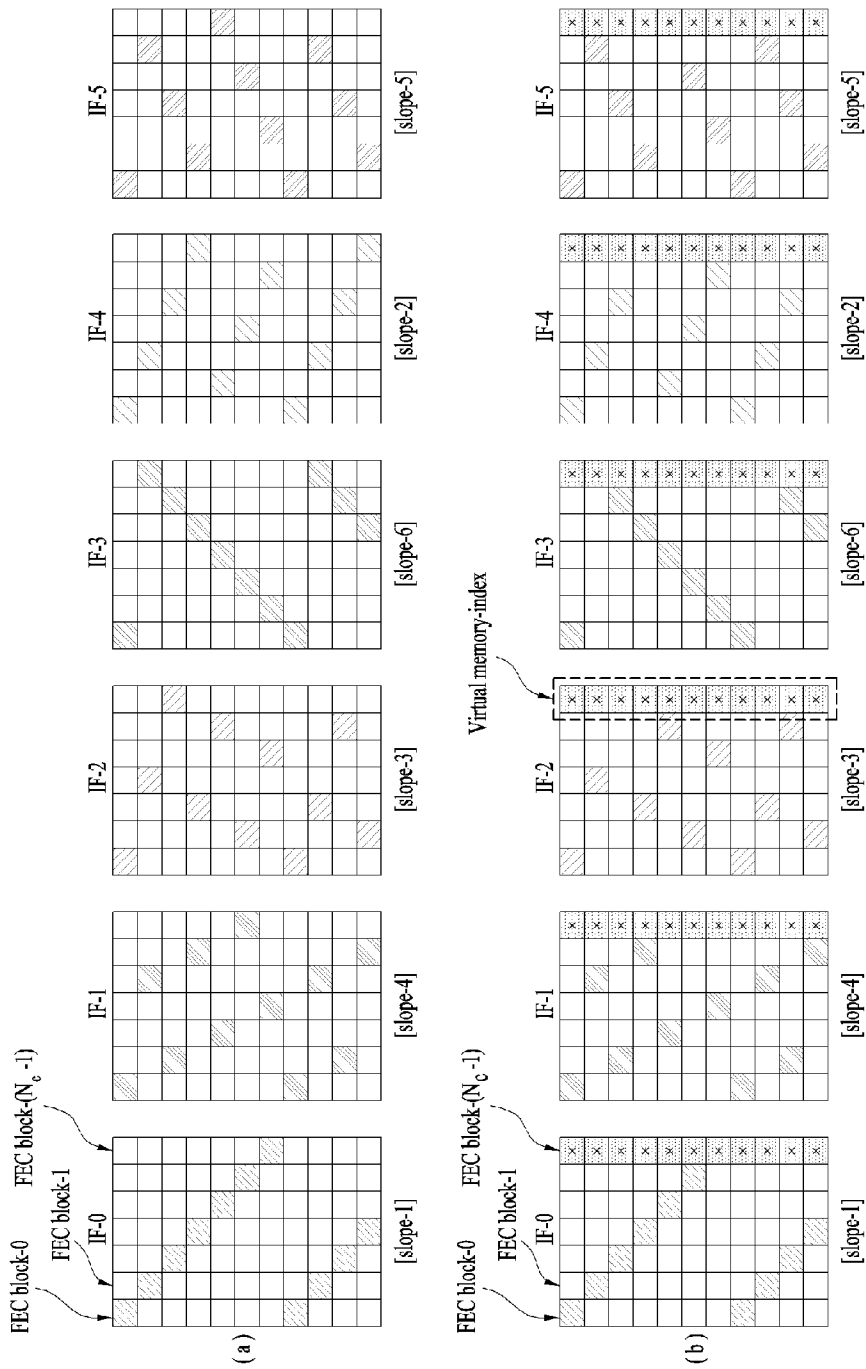 FEC block-0
FEC block-1
FEC block-(Nc -1)
IF-0
IF-1
IF-2
IF-3
IF-4
IF-5
( a )
[slope-1]
[slope-4]
[slope-3]
[slope-6]
[slope-2]
[slope-5]
FEC block-0
FEC block-1
FEC block-(Nc -1)
Virtual memory-index
IF-0
IF-1
IF-2
IF-3
IF-4
IF-5
( b )
[slope-1]
[slope-4]
[slope-3]
[slope-6]
[slope-2]
[slope-5]